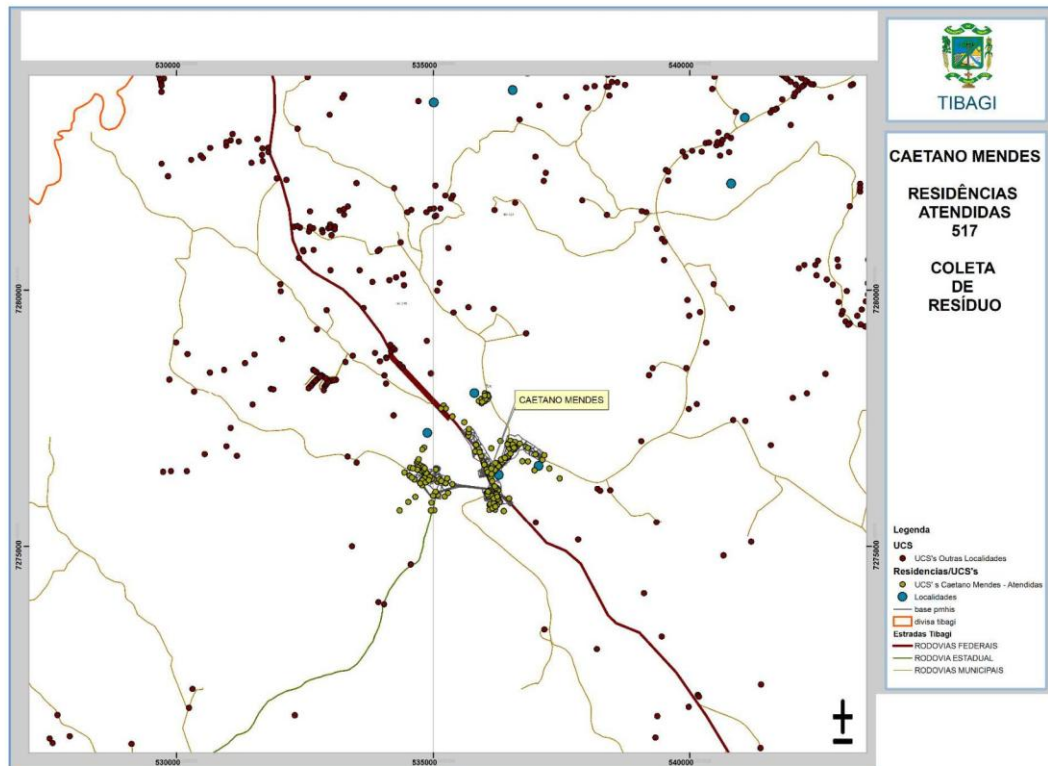 TIBAGI
CAETANO MENDES
RESIDÊNCIAS
ATENDIDAS
517
COLETA
DE
RESÍDUO
530000
535000
540000
7280000
7280000
CAETANO MENDES
7275000
7275000
Legenda
UCS
UCS's Outras Localidades
Residencias/UCS's
UCS' s Caetano Mendes - Atendidas
Localidades
base pmhis
divisa tibagi
Estradas Tibagi
RODOVIAS FEDERAIS
RODOVIA ESTADUAL
RODOVIAS MUNICIPAIS
530000
535000
540000